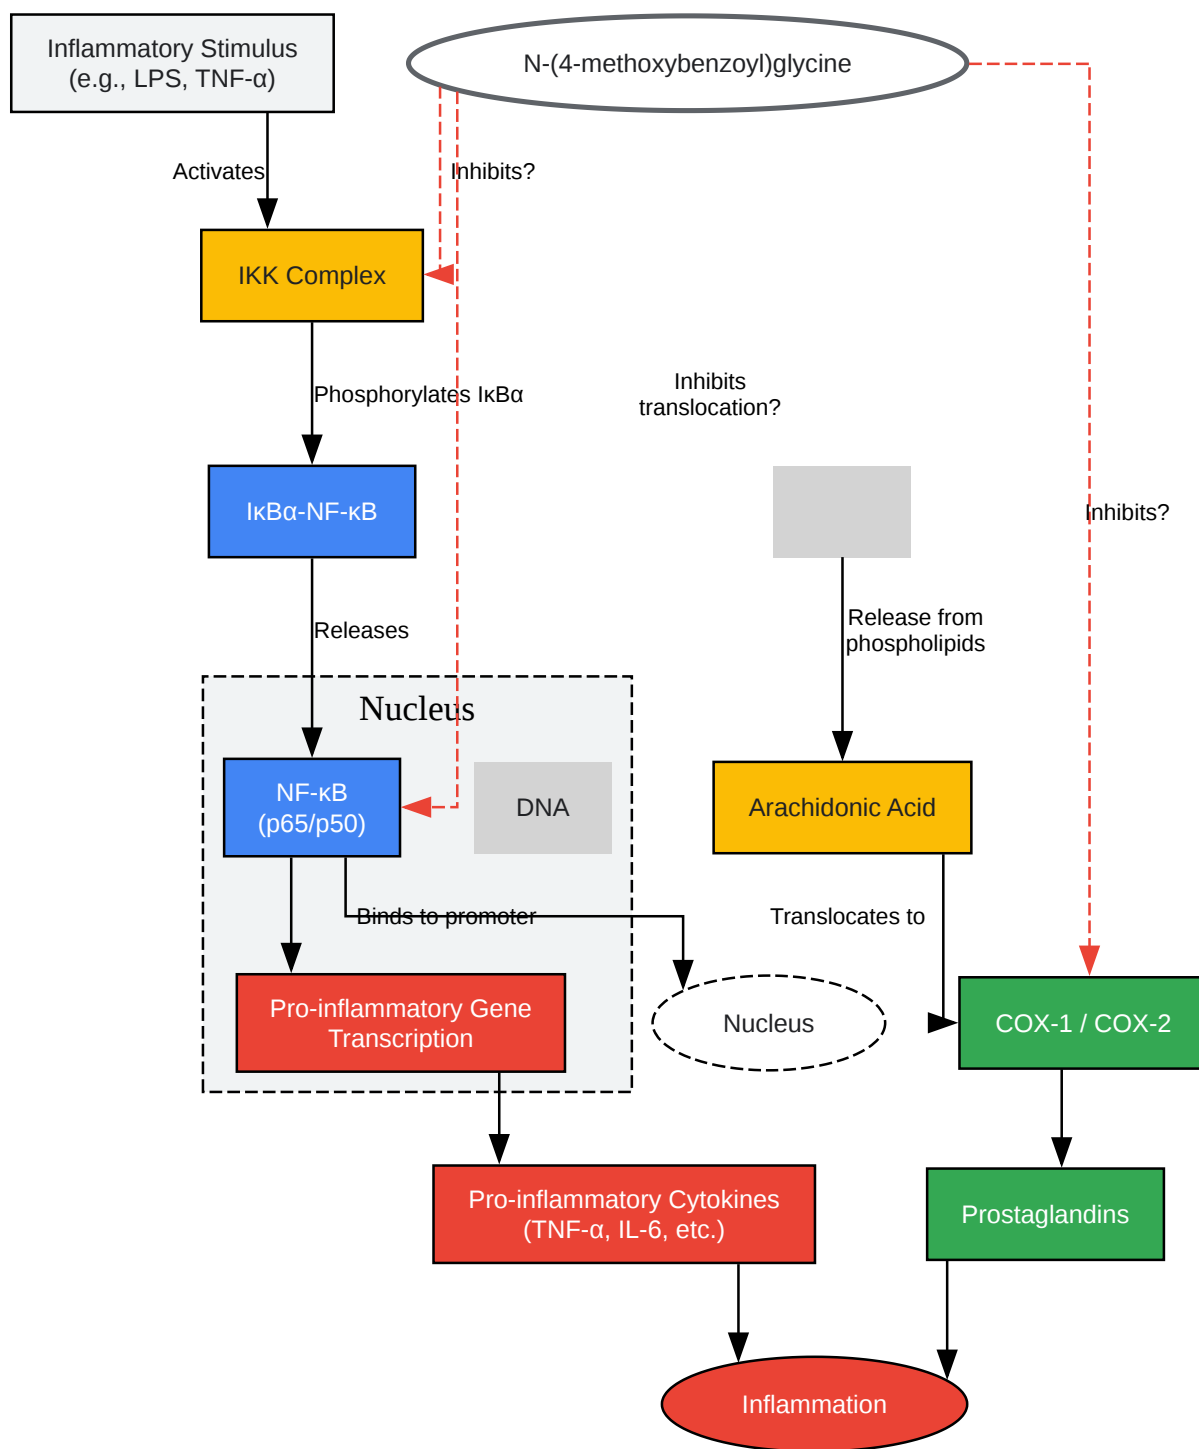 Inflammatory Stimulus
(e.g., LPS, TNF-α)
N-(4-methoxybenzoyl)glycine
Activates
Inhibits?
IKK Complex
Inhibits
translocation?
Phosphorylates IκBα
IκBα-NF-κB
Inhibits?
Release from
phospholipids
Releases
Nucleus
NF-κB
(p65/p50)
DNA
Arachidonic Acid
Binds to promoter
Translocates to
Pro-inflammatory Gene
Transcription
Nucleus
COX-1 / COX-2
Pro-inflammatory Cytokines
(TNF-α, IL-6, etc.)
Prostaglandins
Inflammation